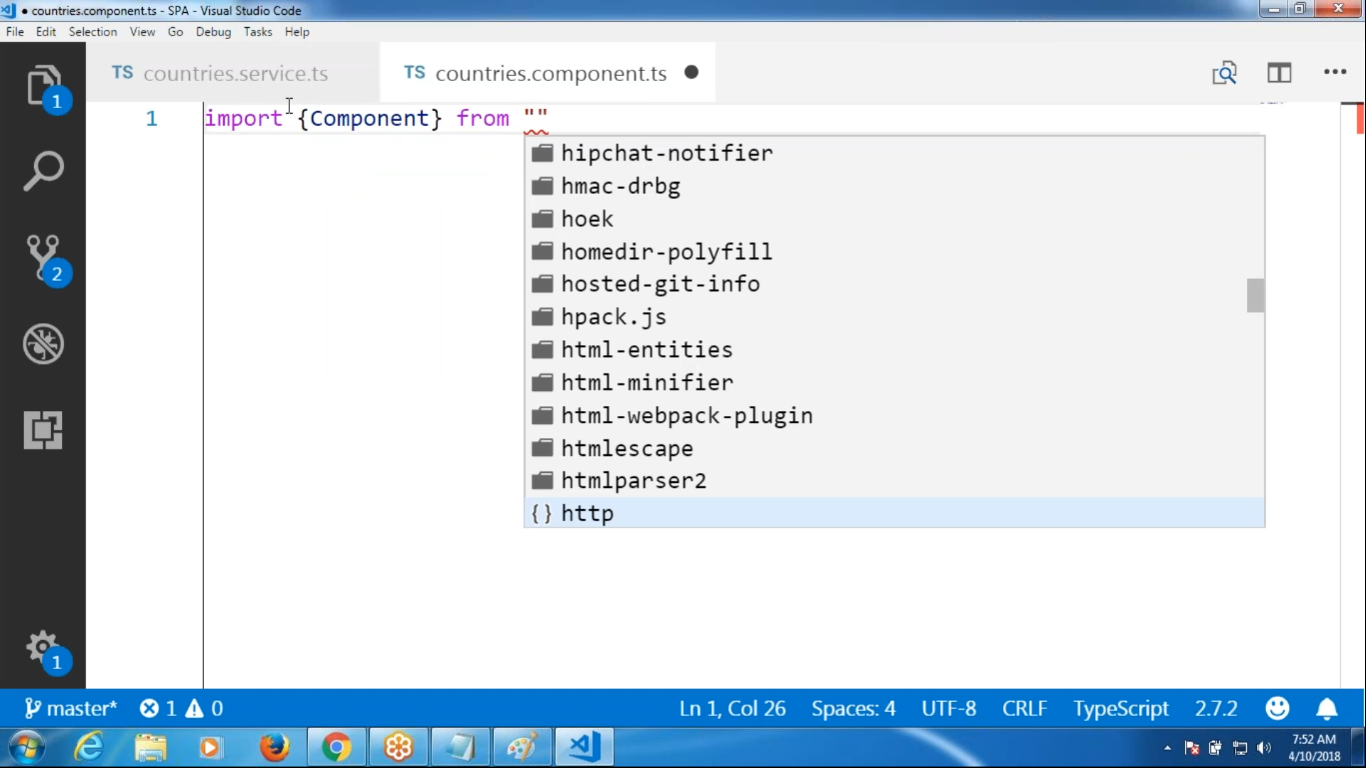 ● countries.component.ts - SPA - Visual Studio Code
File Edit Selection View Go Debug Tasks Help
TS countries.service.ts TS countries.component.ts ●
1 import {Component} from ""
hipchat-notifier
hmac-drbg
hoek
homedir-polyfill
hosted-git-info
hpack.js
html-entities
html-minifier
html-webpack-plugin
htmlescape
htmlparser2
{} http
1
2
1
master* 1 0 Ln 1, Col 26 Spaces: 4 UTF-8 CRLF TypeScript 2.7.2
7:52 AM
4/10/2018